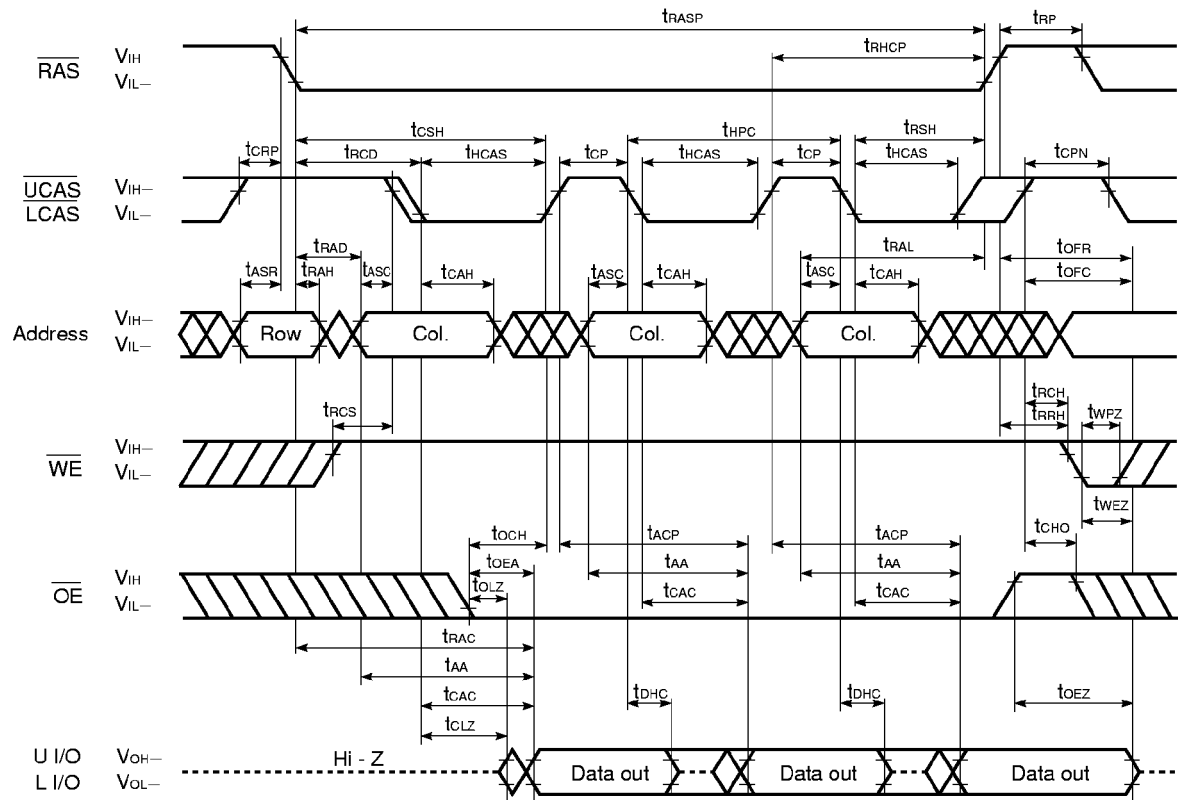 tRASP
tRP
tRHCP
RAS
VIH
VIL–
tCSH
tHPC
tRSH
tCRP
tRCD
tHCAS
tCP
tHCAS
tCP
tHCAS
tCPN
UCAS
LCAS
VIH–
VIL–
tRAD
tRAL
tOFR
tASR
tRAH
tASC
tCAH
tASC
tCAH
tASC
tCAH
tOFC
Address
VIH–
VIL–
Row
Col.
Col.
Col.
tRCS
tRCH
tRRH
tWPZ
WE
VIH–
VIL–
tWEZ
tOCH
tACP
tACP
tCHO
tOEA
tAA
tAA
OE
VIH
VIL–
tOLZ
tCAC
tCAC
tRAC
tAA
tCAC
tDHC
tDHC
tOEZ
tCLZ
U I/O
L I/O
VOH–
VOL–
Hi - Z
Data out
Data out
Data out